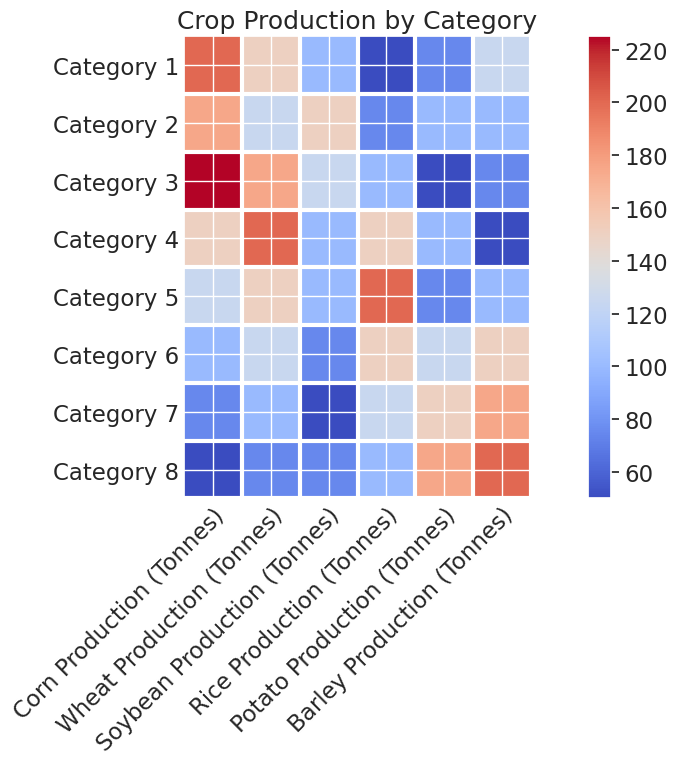 Crop Production by Category
Category 1
Category 2
Category 3
Category 4
Category 5
Category 6
Category 7
Category 8
Corn Production (Tonnes)
Wheat Production (Tonnes)
Soybean Production (Tonnes)
Rice Production (Tonnes)
Potato Production (Tonnes)
Barley Production (Tonnes)
220
200
180
160
140
120
100
80
60